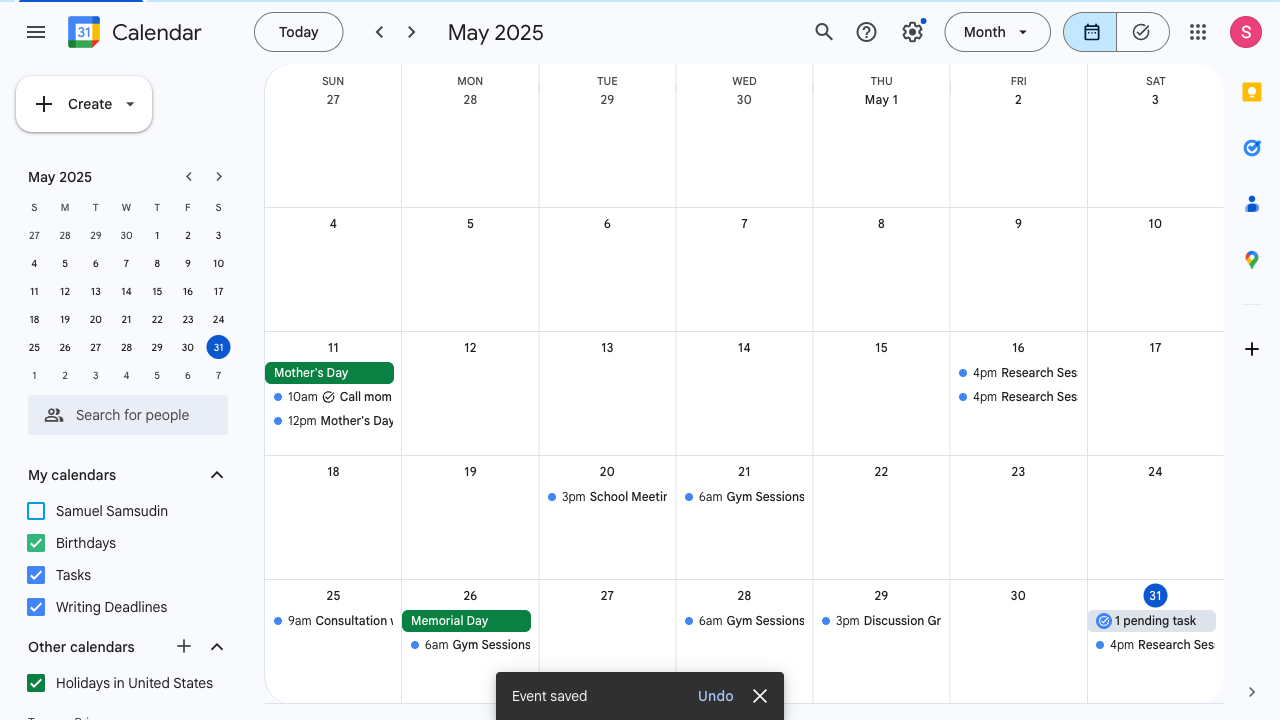 31 Calendar Today May 2025 Month S
Create
May 2025
S M T W T F S
27 28 29 30 1 2 3
4 5 6 7 8 9 10
11 12 13 14 15 16 17
18 19 20 21 22 23 24
25 26 27 28 29 30 31
1 2 3 4 5 6 7
Search for people
My calendars
Samuel Samsudin
Birthdays
Tasks
Writing Deadlines
Other calendars
Holidays in United States
SUN MON TUE WED THU FRI SAT
27 28 29 30 May 1 2 3
4 5 6 7 8 9 10
11 12 13 14 15 16 17
Mother's Day 4pm Research Ses
10am Call mom 4pm Research Ses
12pm Mother's Day
18 19 20 21 22 23 24
3pm School Meetin 6am Gym Sessions
25 26 27 28 29 30 31
9am Consultation Memorial Day 6am Gym Sessions 3pm Discussion Gr 1 pending task
6am Gym Sessions 4pm Research Ses
Event saved Undo